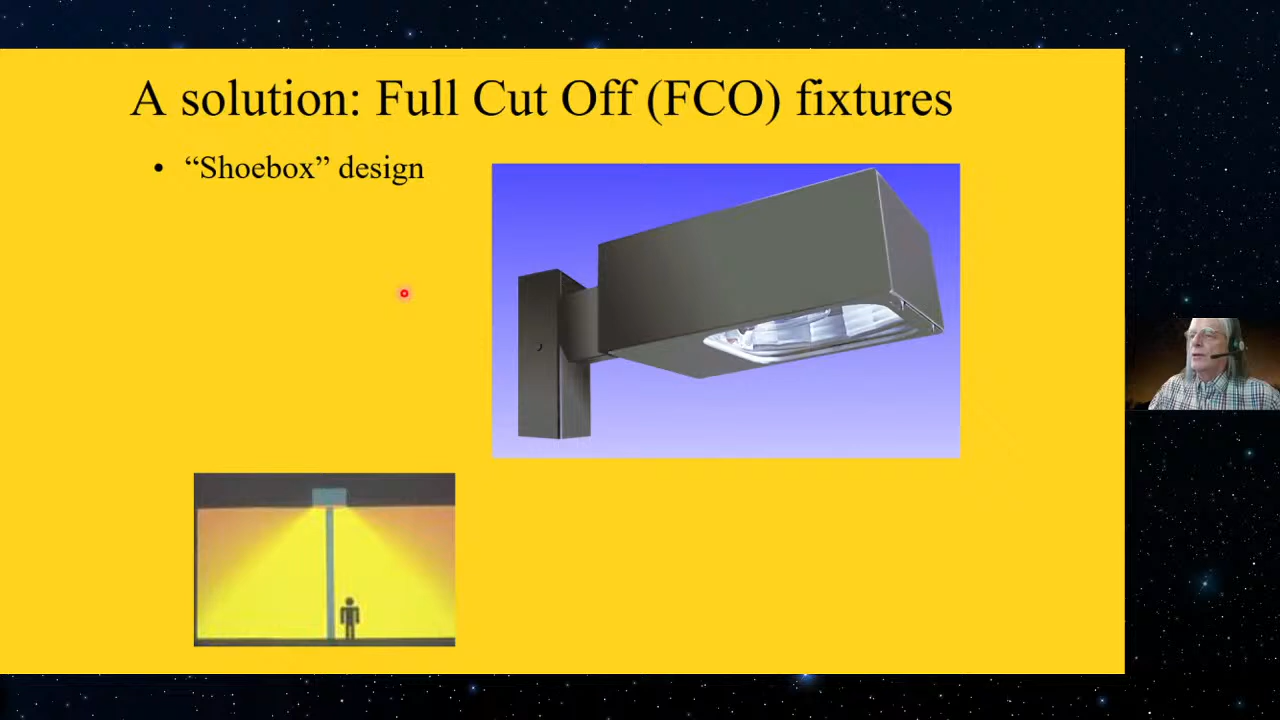 A solution: Full Cut Off (FCO) fixtures
• “Shoebox” design